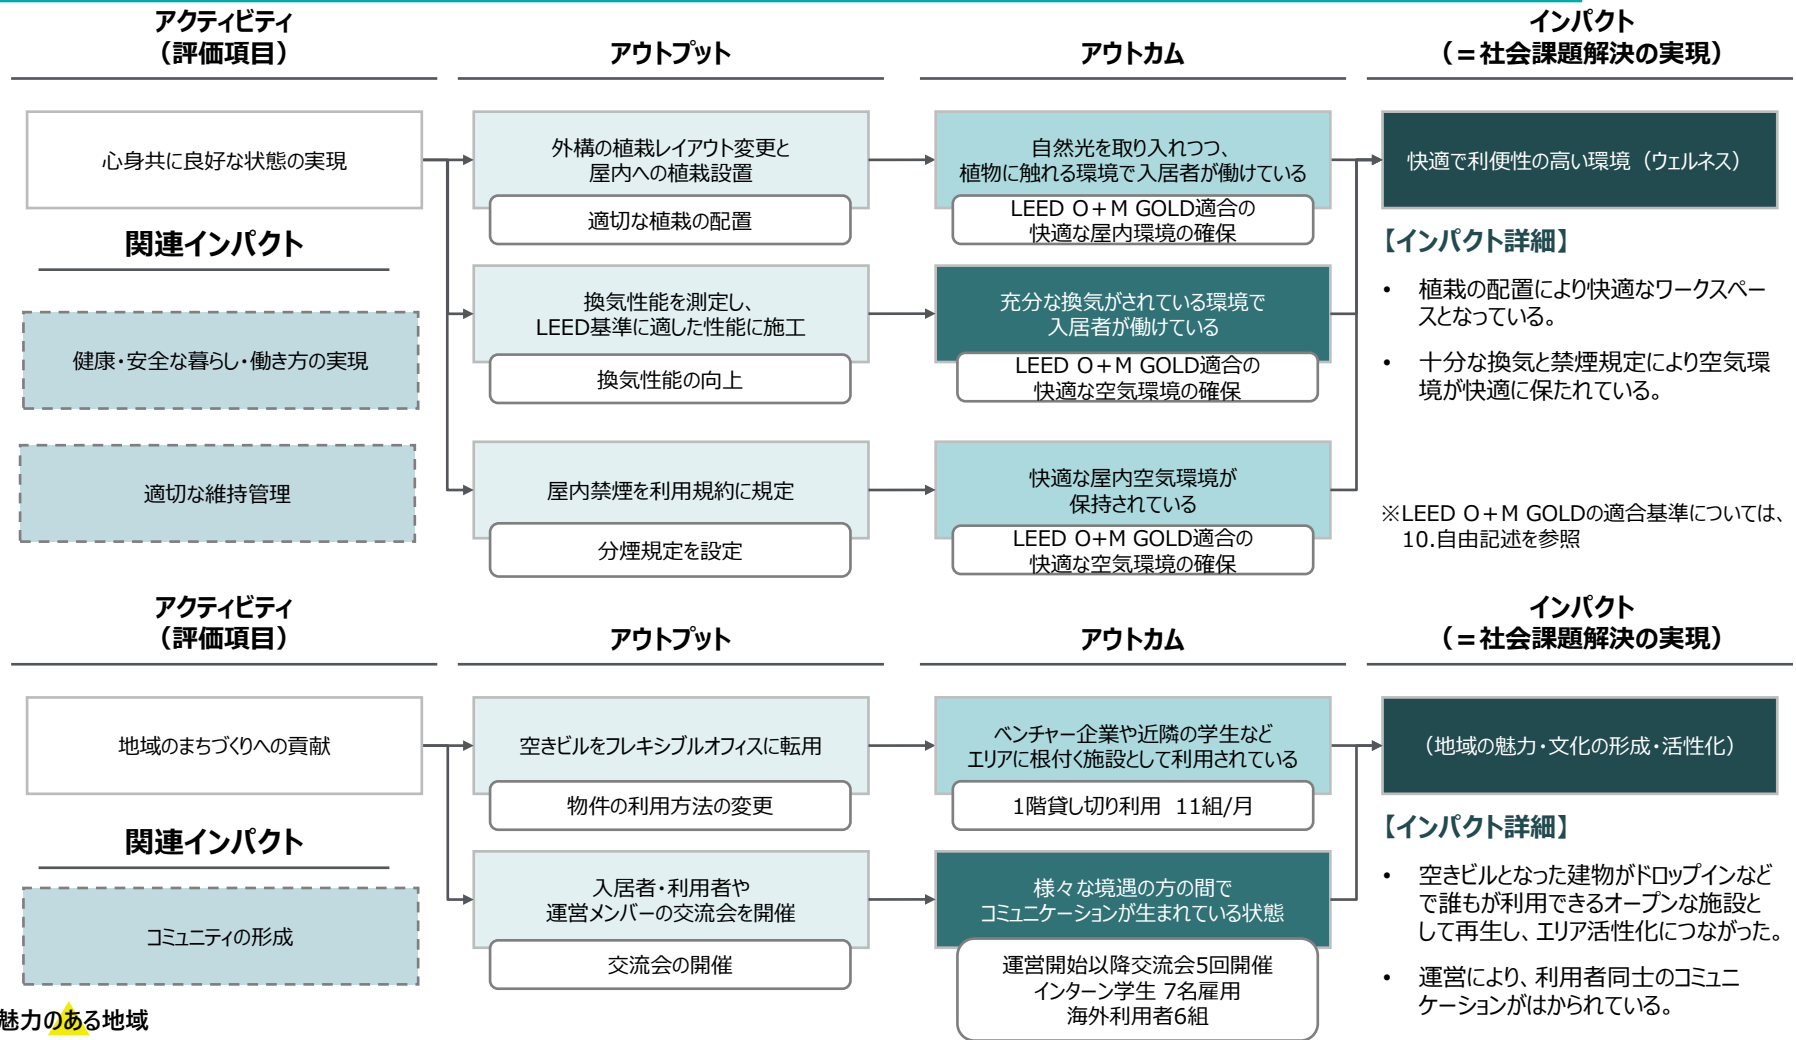 アクティビティ
（評価項目）
アウトプット
アウトカム
インパクト
（＝社会課題解決の実現）
心身共に良好な状態の実現
外構の植栽レイアウト変更と
屋内への植栽設置
適切な植栽の配置
自然光を取り入れつつ、
植物に触れる環境で入居者が働けている
LEED O＋M GOLD適合の
快適な屋内環境の確保
快適で利便性の高い環境（ウェルネス）
関連インパクト
健康・安全な暮らし・働き方の実現
適切な維持管理
換気性能を測定し、
LEED基準に適した性能に施工
換気性能の向上
充分な換気がされている環境で
入居者が働けている
LEED O＋M GOLD適合の
快適な空気環境の確保
屋内禁煙を利用規約に規定
分煙規定を設定
快適な屋内空気環境が
保持されている
LEED O＋M GOLD適合の
快適な空気環境の確保
【インパクト詳細】
• 植栽の配置により快適なワークスペー
スとなっている。
• 十分な換気と禁煙規定により空気環
境が快適に保たれている。
※LEED O＋M GOLDの適合基準については、
10.自由記述を参照
アクティビティ
（評価項目）
アウトプット
アウトカム
インパクト
（＝社会課題解決の実現）
地域のまちづくりへの貢献
空きビルをフレキシブルオフィスに転用
物件の利用方法の変更
ベンチャー企業や近隣の学生など
エリアに根付く施設として利用されている
1階貸し切り利用 11組/月
（地域の魅力・文化の形成・活性化）
関連インパクト
コミュニティの形成
入居者・利用者や
運営メンバーの交流会を開催
交流会の開催
様々な境遇の方の間で
コミュニケーションが生まれている状態
運営開始以降交流会5回開催
インターン学生 7名雇用
海外利用者6組
【インパクト詳細】
• 空きビルとなった建物がドロップインなど
で誰もが利用できるオープンな施設と
して再生し、エリア活性化につながった。
• 運営により、利用者同士のコミュニ
ケーションがはかられている。
魅力のある地域